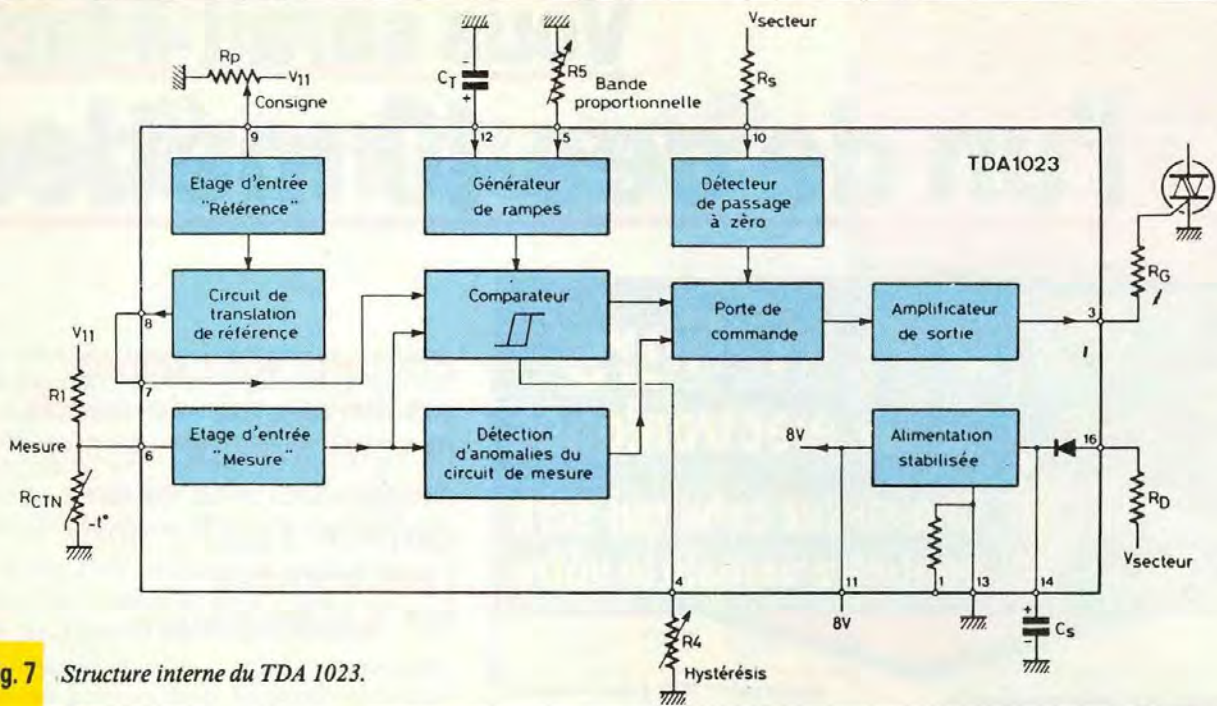 Vsecteur
Rp
V11
Consigne
CT
-
+
R5
Bande
proportionnelle
Rs
9
12
5
10
TDA1023
Etage d'entrée
"Référence"
Générateur
de rampes
Détecteur
de passage
à zèro
RG
Circuit de
translation
de référence
Comparateur
Porte de
commande
Amplificateur
de sortie
8
3
V11
R1
7
Mesure
6
Etage d'entrée
"Mesure"
Détection
d'anomalies du
circuit de mesure
8V
Alimentation
stabilisée
16
RCTN
-t°
RD
Vsecteur
4
11
1
13
14
R4
Hystérésis
8V
+
-
Cs
g. 7 Structure interne du TDA 1023.